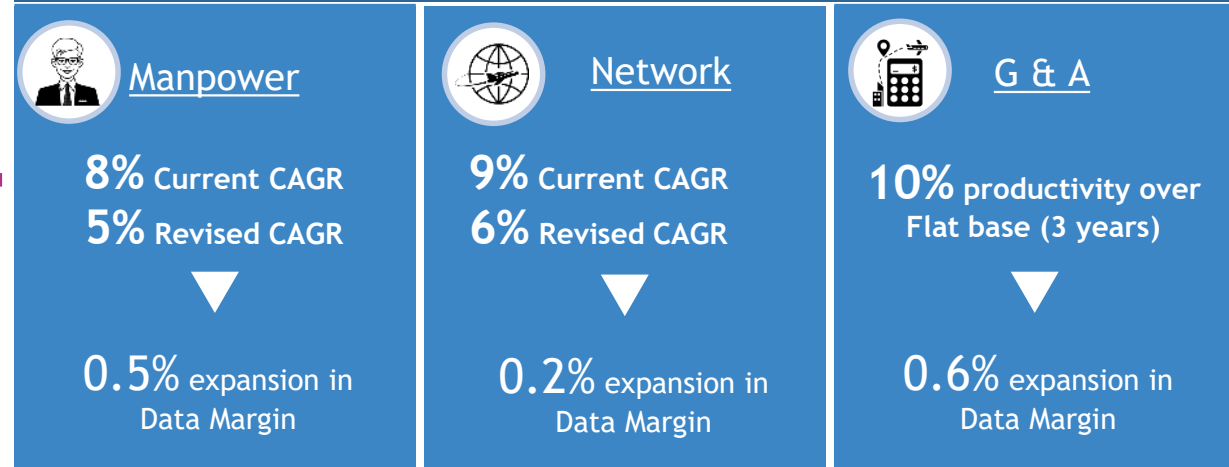 Manpower
8% Current CAGR
5% Revised CAGR
0.5% expansion in
Data Margin
Network
9% Current CAGR
6% Revised CAGR
0.2% expansion in
Data Margin
G & A
10% productivity over
Flat base (3 years)
0.6% expansion in
Data Margin